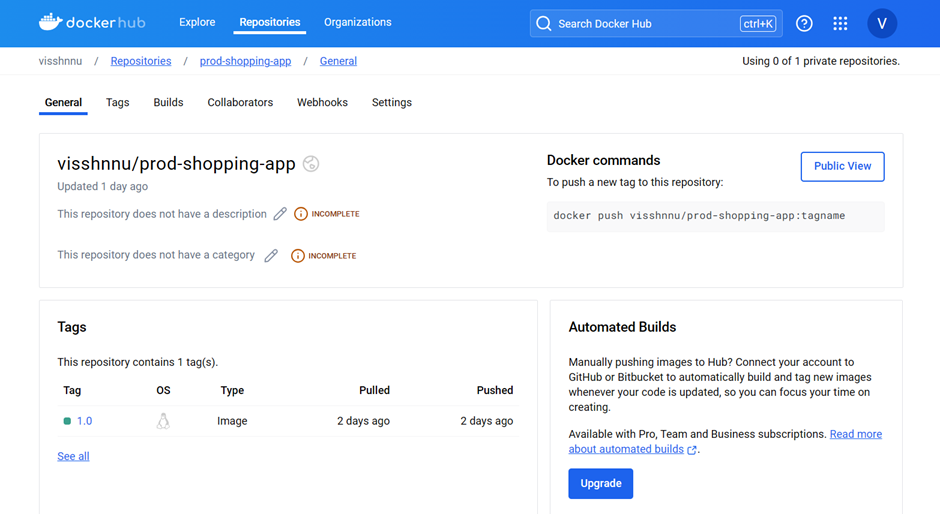 dockerhub
Explore Repositories Organizations
Search Docker Hub ctrl+K
? V
visshnnu / Repositories / prod-shopping-app / General
Using 0 of 1 private repositories.
General Tags Builds Collaborators Webhooks Settings
visshnnu/prod-shopping-app
Updated 1 day ago
This repository does not have a description INCOMPLETE
This repository does not have a category INCOMPLETE
Docker commands
Public View
To push a new tag to this repository:
docker push visshnnu/prod-shopping-app:tagname
Tags
This repository contains 1 tag(s).
Tag OS Type Pulled Pushed
1.0 Image 2 days ago 2 days ago
See all
Automated Builds
Manually pushing images to Hub? Connect your account to
GitHub or Bitbucket to automatically build and tag new images
whenever your code is updated, so you can focus your time on
creating.
Available with Pro, Team and Business subscriptions. Read more
about automated builds.
Upgrade